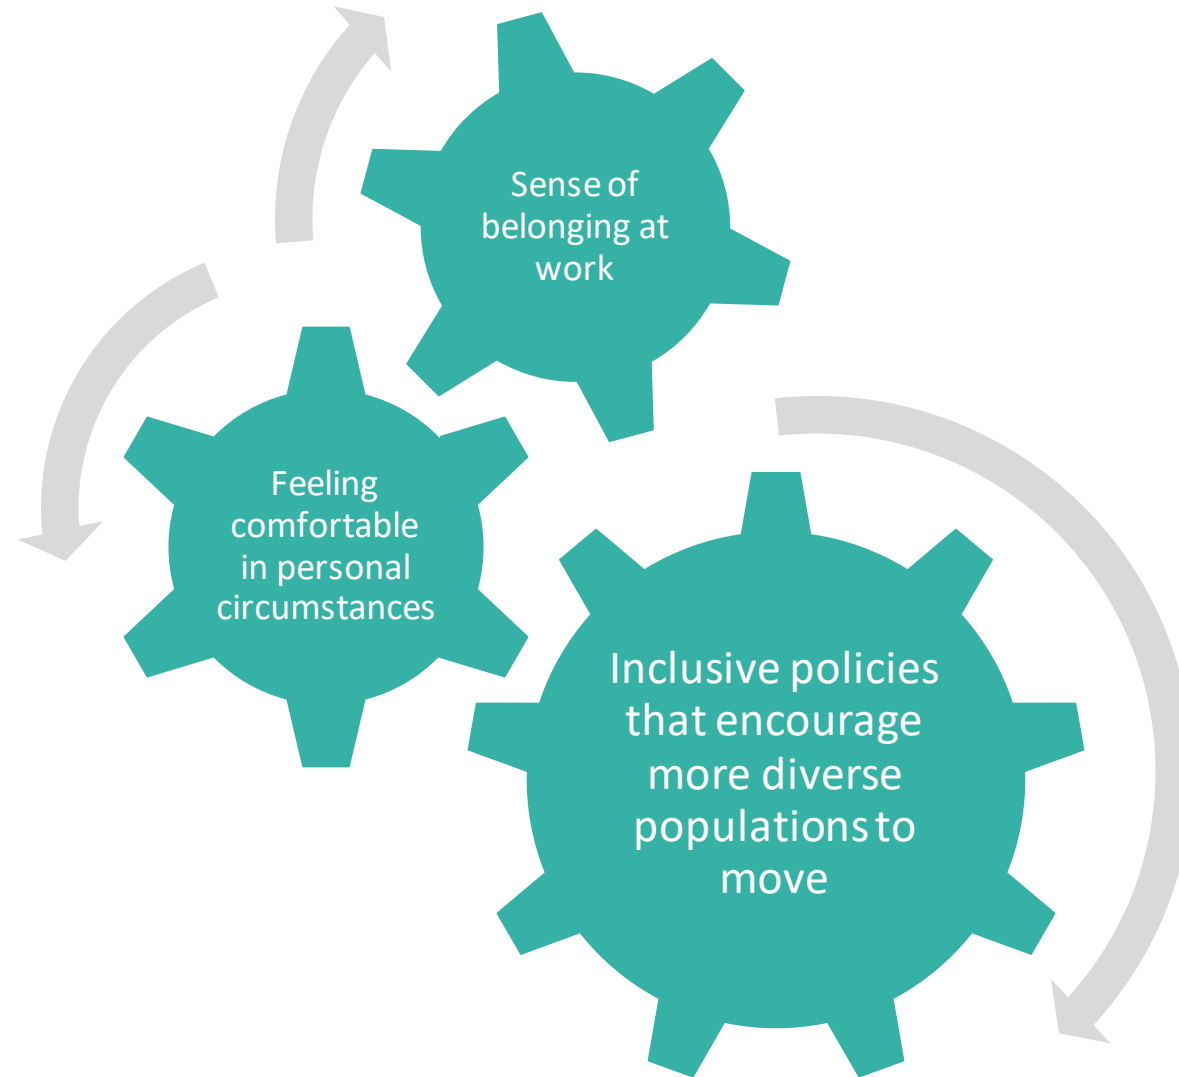 Sense of
belonging at
work
Feeling
comfortable
in personal
circumstances
Inclusive policies
that encourage
more diverse
populations to
move